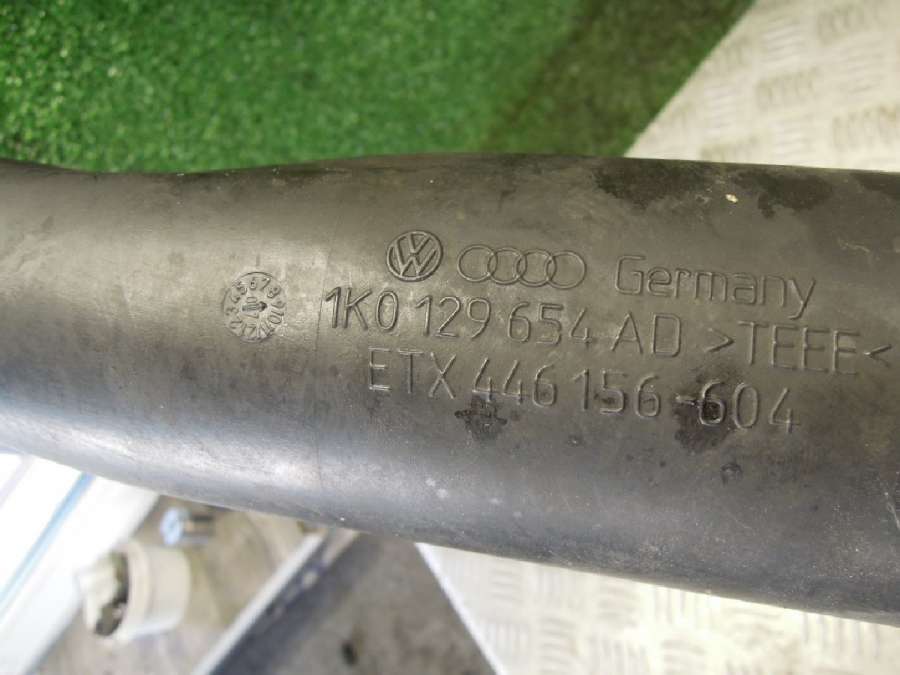 Germany
1K0 129 654 AD >TEEE<
ETX 446 156-604